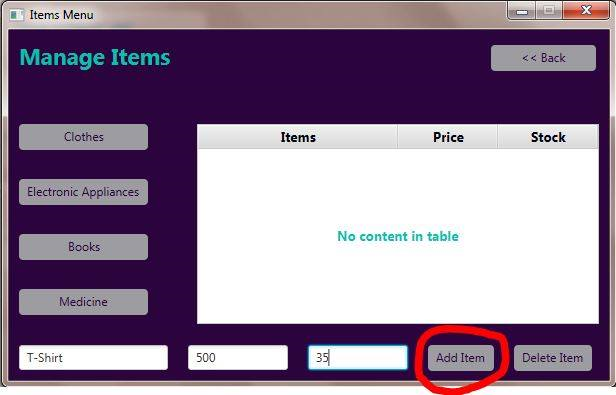 Items Menu
Manage Items
<< Back
Clothes
Items Price Stock
Electronic Appliances
No content in table
Books
Medicine
T-Shirt 500 35 Add Item Delete Item